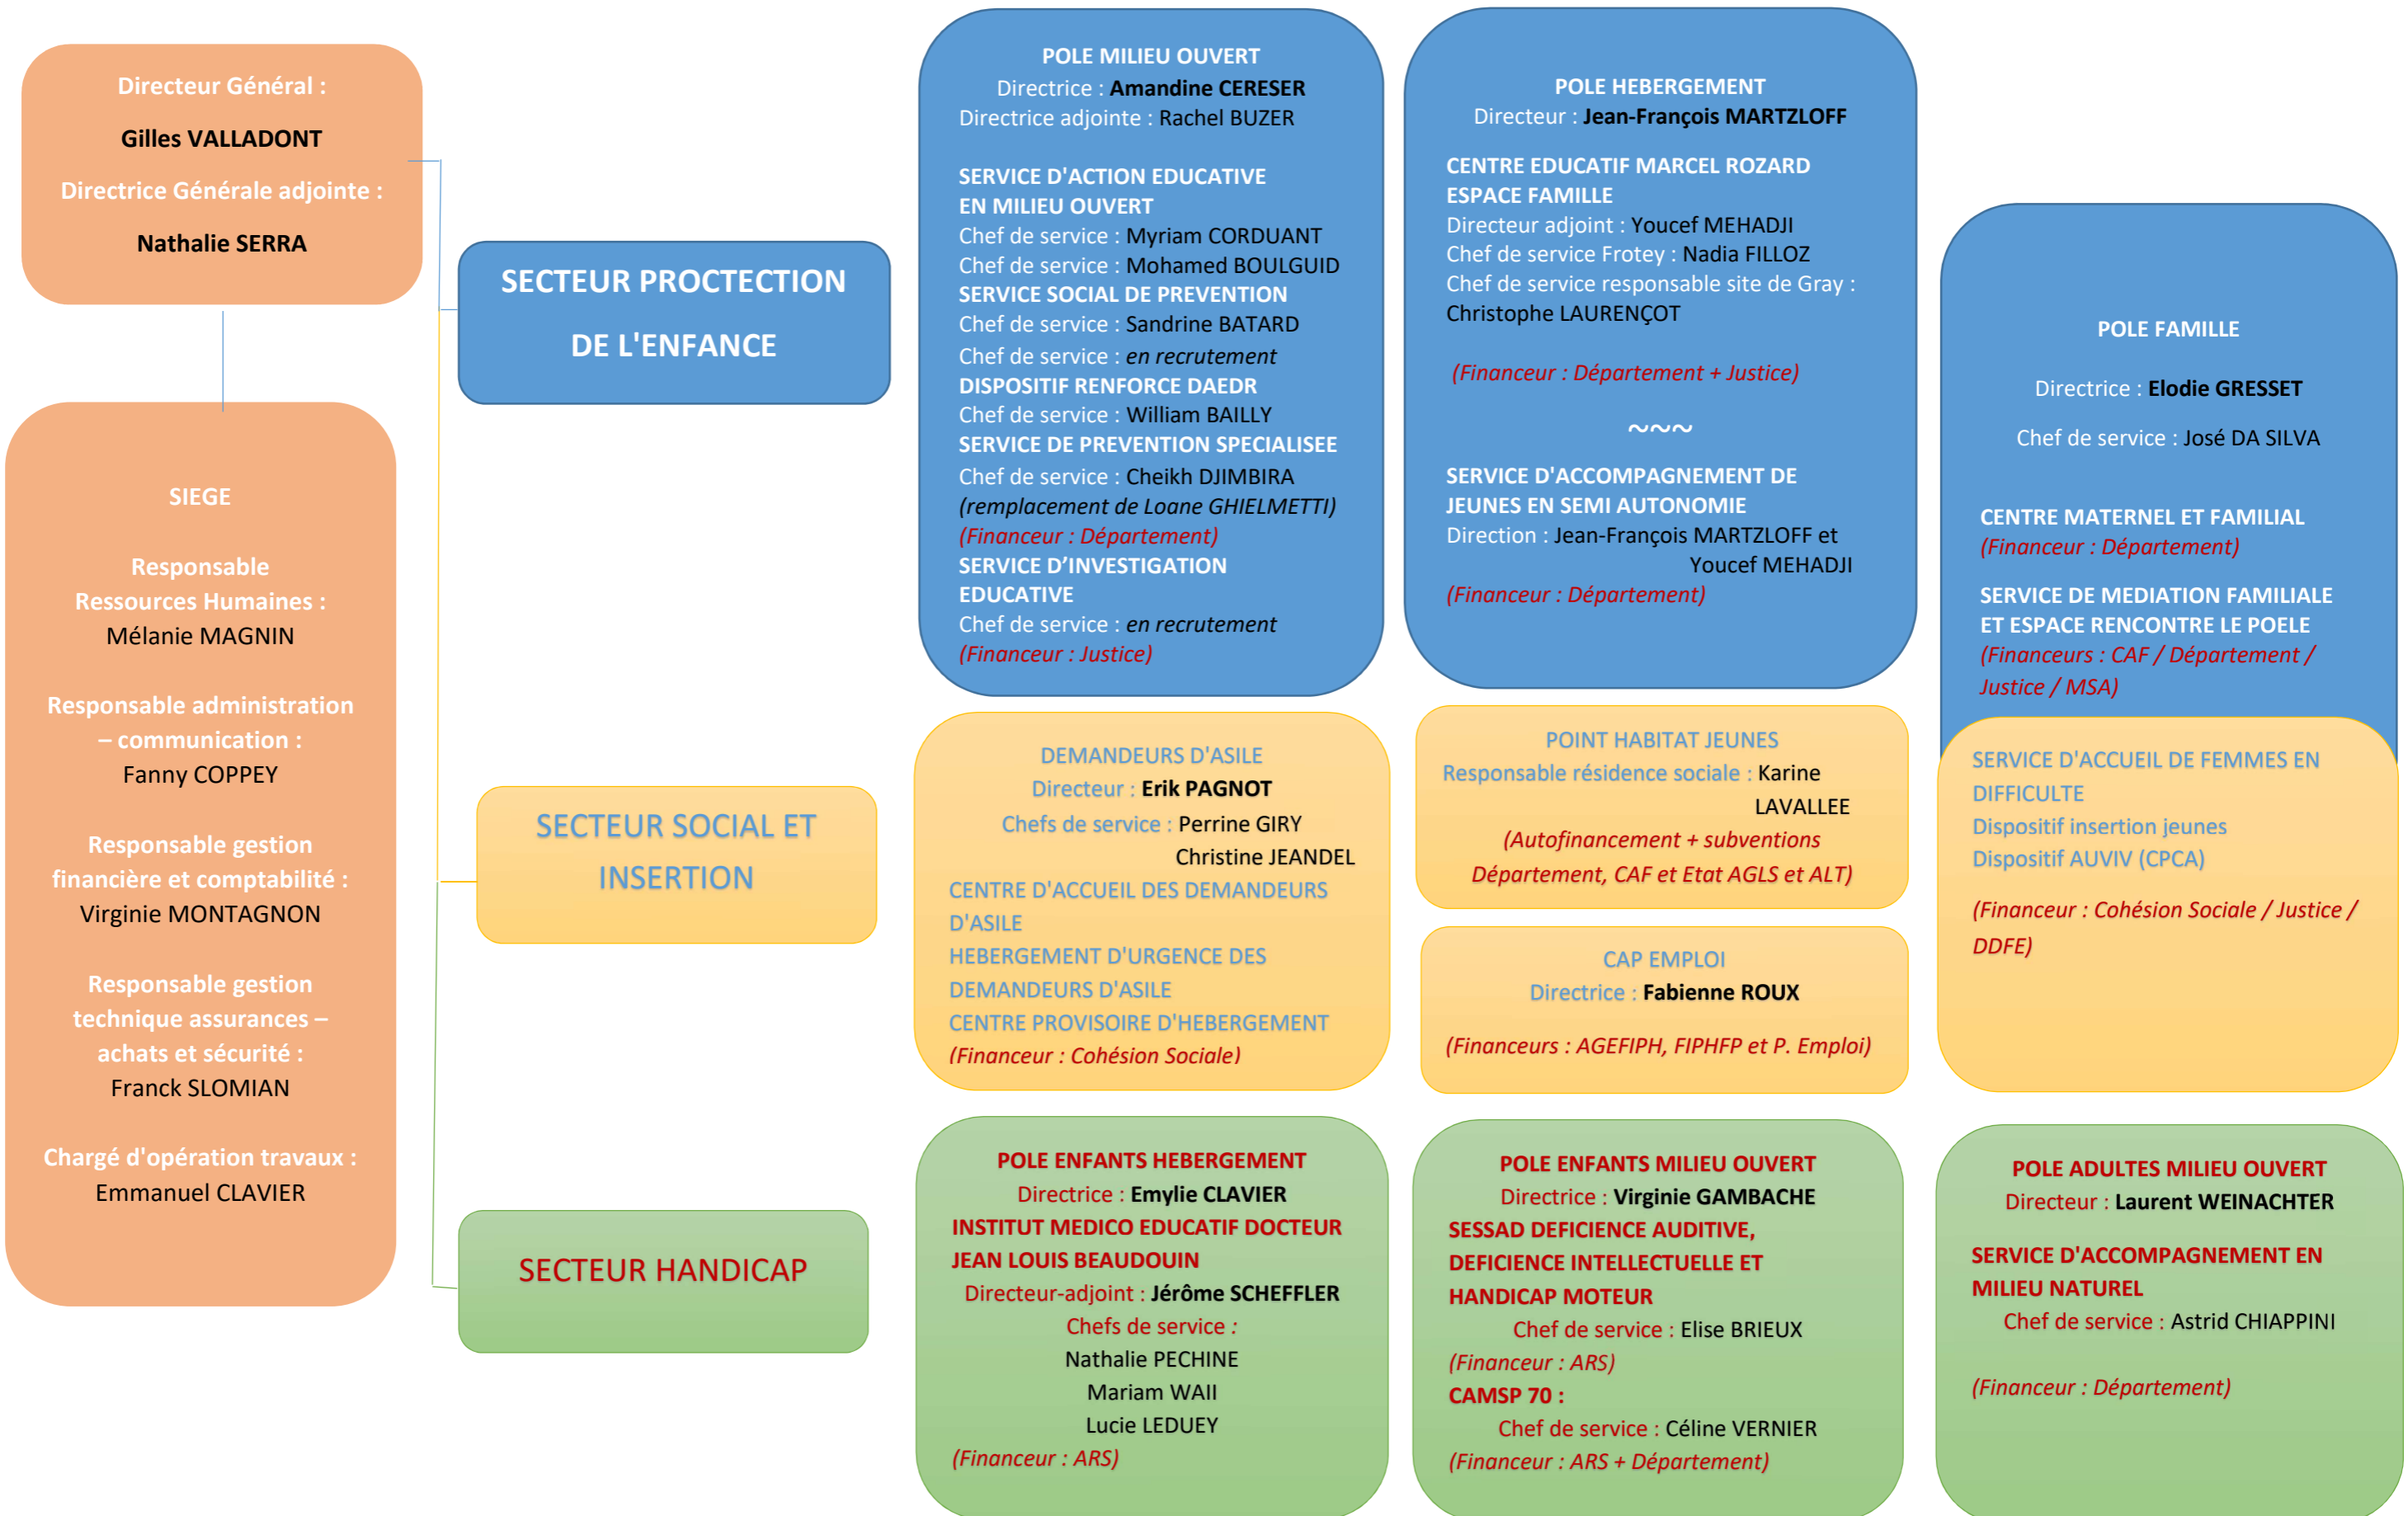 Directeur Général :
Gilles VALLADONT
Directrice Générale adjointe :
Nathalie SERRA
SIEGE
Responsable
Ressources Humaines :
Mélanie MAGNIN
Responsable administration
– communication :
Fanny COPPEY
Responsable gestion
financière et comptabilité :
Virginie MONTAGNON
Responsable gestion
technique assurances –
achats et sécurité :
Franck SLOMIAN
Chargé d'opération travaux :
Emmanuel CLAVIER
SECTEUR PROCTECTION
DE L'ENFANCE
POLE MILIEU OUVERT
Directrice : Amandine CERESER
Directrice adjointe : Rachel BUZER
SERVICE D'ACTION EDUCATIVE
EN MILIEU OUVERT
Chef de service : Myriam CORDUANT
Chef de service : Mohamed BOULGUID
SERVICE SOCIAL DE PREVENTION
Chef de service : Sandrine BATARD
Chef de service : en recrutement
DISPOSITIF RENFORCE DAEDR
Chef de service : William BAILLY
SERVICE DE PREVENTION SPECIALISEE
Chef de service : Cheikh DJIMBIRA
(remplacement de Loane GHIELMETTI)
(Financeur : Département)
SERVICE D’INVESTIGATION
EDUCATIVE
Chef de service : en recrutement
(Financeur : Justice)
POLE HEBERGEMENT
Directeur : Jean-François MARTZLOFF
CENTRE EDUCATIF MARCEL ROZARD
ESPACE FAMILLE
Directeur adjoint : Youcef MEHADJI
Chef de service Frotey : Nadia FILLOZ
Chef de service responsable site de Gray :
Christophe LAURENÇOT
(Financeur : Département + Justice)
~~~
SERVICE D'ACCOMPAGNEMENT DE
JEUNES EN SEMI AUTONOMIE
Direction : Jean-François MARTZLOFF et
Youcef MEHADJI
(Financeur : Département)
POLE FAMILLE
Directrice : Elodie GRESSET
Chef de service : José DA SILVA
CENTRE MATERNEL ET FAMILIAL
(Financeur : Département)
SERVICE DE MEDIATION FAMILIALE
ET ESPACE RENCONTRE LE POELE
(Financeurs : CAF / Département /
Justice / MSA)
SECTEUR SOCIAL ET
INSERTION
DEMANDEURS D'ASILE
Directeur : Erik PAGNOT
Chefs de service : Perrine GIRY
Christine JEANDEL
CENTRE D'ACCUEIL DES DEMANDEURS
D'ASILE
HEBERGEMENT D'URGENCE DES
DEMANDEURS D'ASILE
CENTRE PROVISOIRE D'HEBERGEMENT
(Financeur : Cohésion Sociale)
POINT HABITAT JEUNES
Responsable résidence sociale : Karine
LAVALLEE
(Autofinancement + subventions
Département, CAF et Etat AGLS et ALT)
CAP EMPLOI
Directrice : Fabienne ROUX
(Financeurs : AGEFIPH, FIPHFP et P. Emploi)
SERVICE D'ACCUEIL DE FEMMES EN
DIFFICULTE
Dispositif insertion jeunes
Dispositif AUVIV (CPCA)
(Financeur : Cohésion Sociale / Justice /
DDFE)
SECTEUR HANDICAP
POLE ENFANTS HEBERGEMENT
Directrice : Emylie CLAVIER
INSTITUT MEDICO EDUCATIF DOCTEUR
JEAN LOUIS BEAUDOUIN
Directeur-adjoint : Jérôme SCHEFFLER
Chefs de service :
Nathalie PECHINE
Mariam WAII
Lucie LEDUEY
(Financeur : ARS)
POLE ENFANTS MILIEU OUVERT
Directrice : Virginie GAMBACHE
SESSAD DEFICIENCE AUDITIVE,
DEFICIENCE INTELLECTUELLE ET
HANDICAP MOTEUR
Chef de service : Elise BRIEUX
(Financeur : ARS)
CAMSP 70 :
Chef de service : Céline VERNIER
(Financeur : ARS + Département)
POLE ADULTES MILIEU OUVERT
Directeur : Laurent WEINACHTER
SERVICE D'ACCOMPAGNEMENT EN
MILIEU NATUREL
Chef de service : Astrid CHIAPPINI
(Financeur : Département)